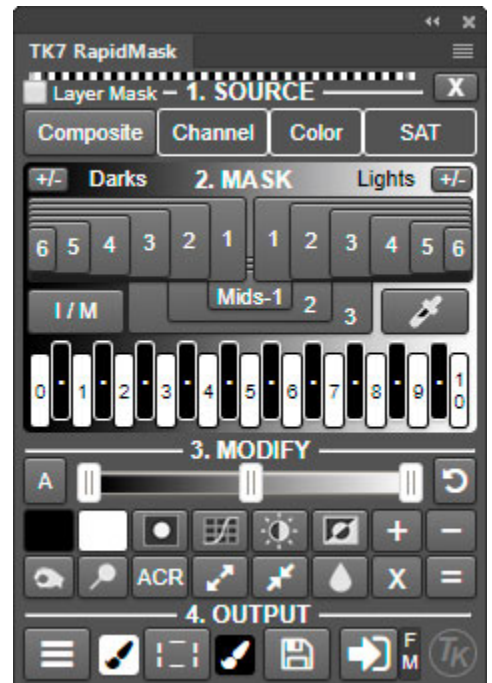 TK7 RapidMask
Layer Mask 1. SOURCE X
Composite Channel Color SAT
+/- Darks 2. MASK Lights +/-
6 5 4 3 2 1 1 2 3 4 5 6
I / M Mids-1 2 3
0 - 1 - 2 - 3 - 4 - 5 - 6 - 7 - 8 - 9 - 10
3. MODIFY
A
+ −
ACR X =
4. OUTPUT
F
M TK